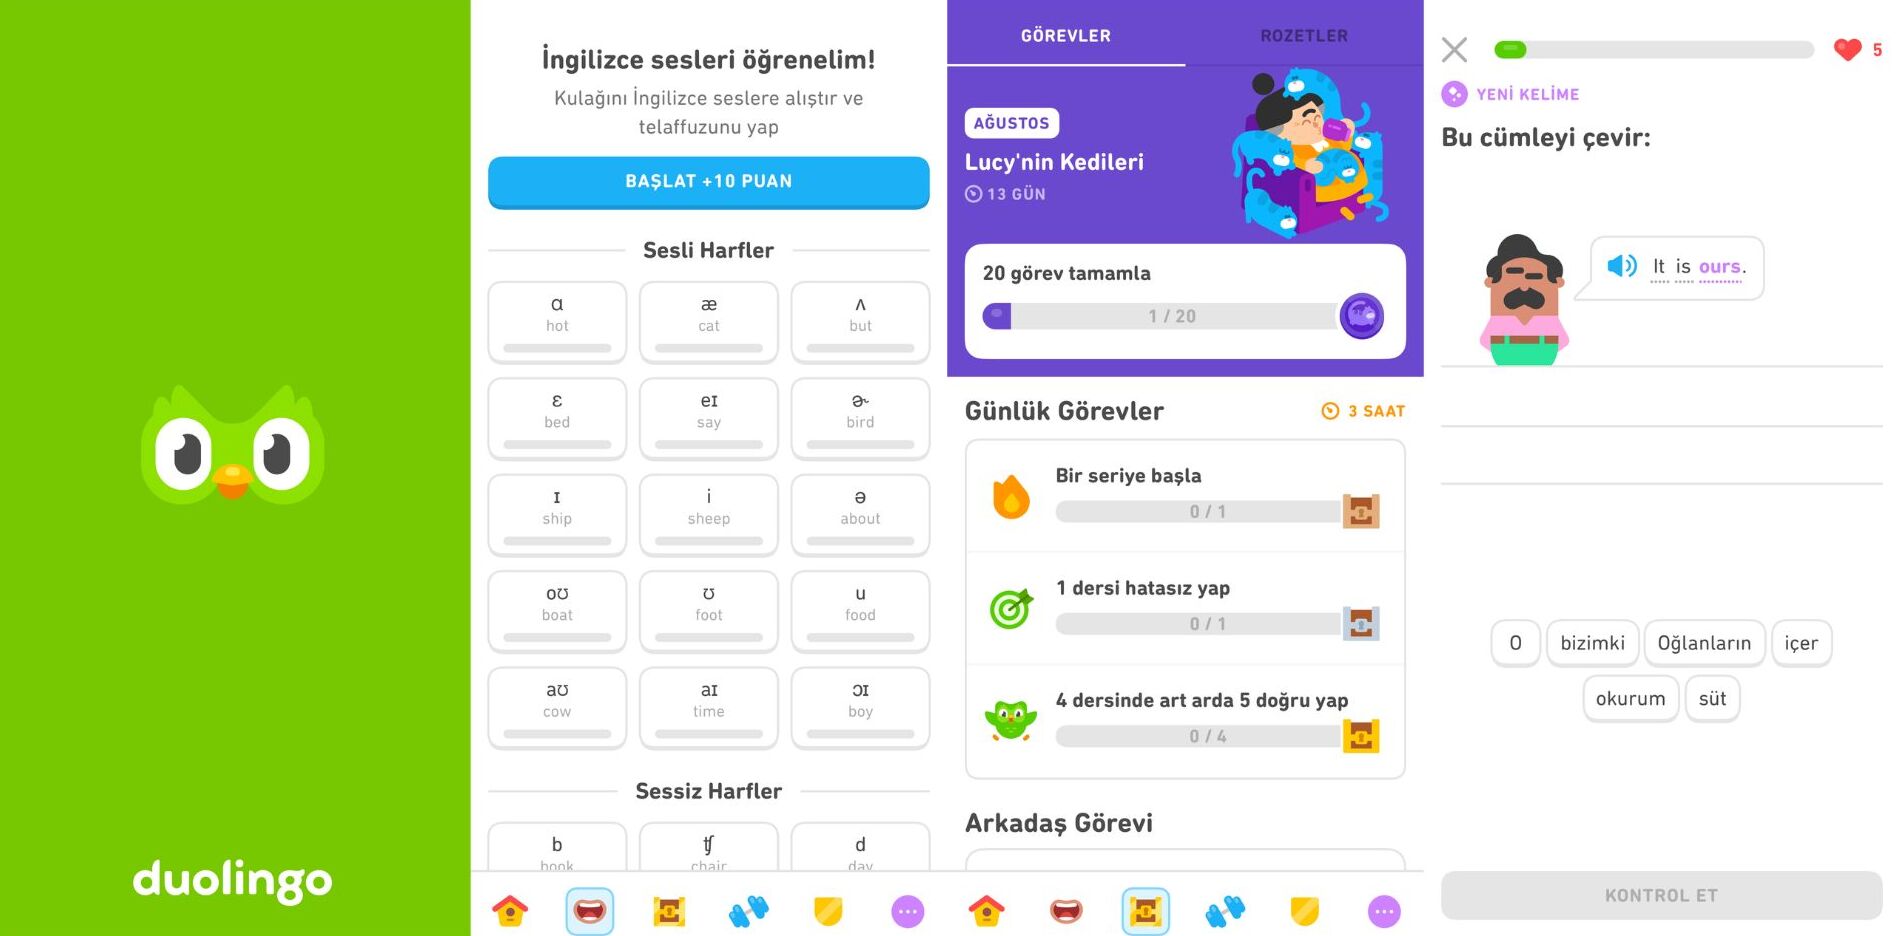 duolingo
İngilizce sesleri öğrenelim!
Kulağını İngilizce seslere alıştır ve
telaffuzunu yap
BAŞLAT +10 PUAN
Sesli Harfler
ɑ æ ʌ
hot cat but
ɛ eɪ ɚ
bed say bird
ɪ i ə
ship sheep about
oʊ ʊ u
boat foot food
aʊ aɪ ɔɪ
cow time boy
Sessiz Harfler
b tʃ d
book chair day
GÖREVLER ROZETLER
AĞUSTOS
Lucy'nin Kedileri
13 GÜN
20 görev tamamla
1 / 20
Günlük Görevler 3 SAAT
Bir seriye başla
0 / 1
1 dersi hatasız yap
0 / 1
4 dersinde art arda 5 doğru yap
0 / 4
Arkadaş Görevi
5
YENİ KELİME
Bu cümleyi çevir:
It is ours.
O bizimki Oğlanların içer
okurum süt
KONTROL ET